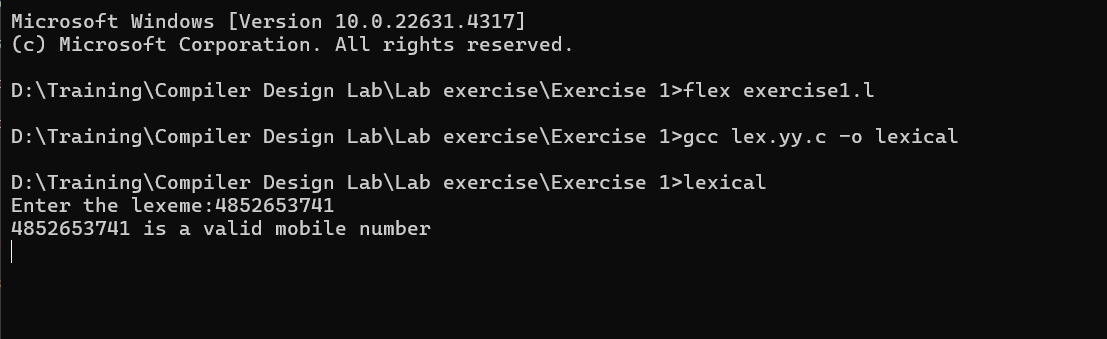 Microsoft Windows [Version 10.0.22631.4317]
(c) Microsoft Corporation. All rights reserved.
D:\Training\Compiler Design Lab\Lab exercise\Exercise 1>flex exercise1.l
D:\Training\Compiler Design Lab\Lab exercise\Exercise 1>gcc lex.yy.c -o lexical
D:\Training\Compiler Design Lab\Lab exercise\Exercise 1>lexical
Enter the lexeme:4852653741
4852653741 is a valid mobile number